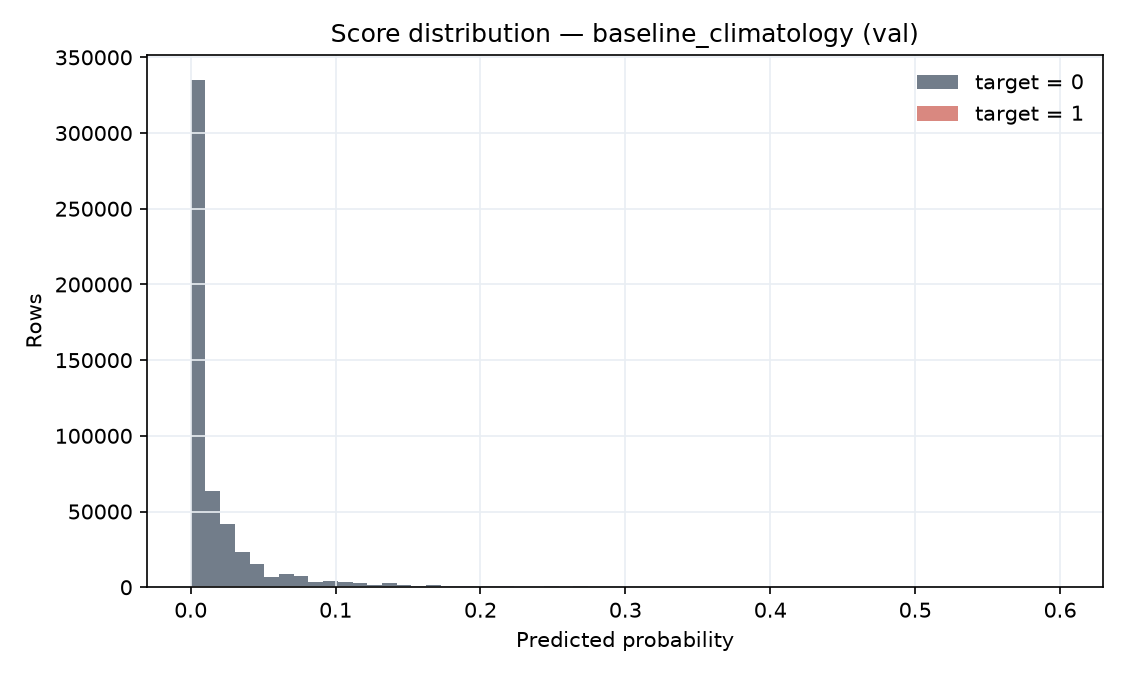 Score distribution — baseline_climatology (val)
350000
300000
250000
200000
150000
100000
50000
0
Rows
target = 0
target = 1
0.0 0.1 0.2 0.3 0.4 0.5 0.6
Predicted probability